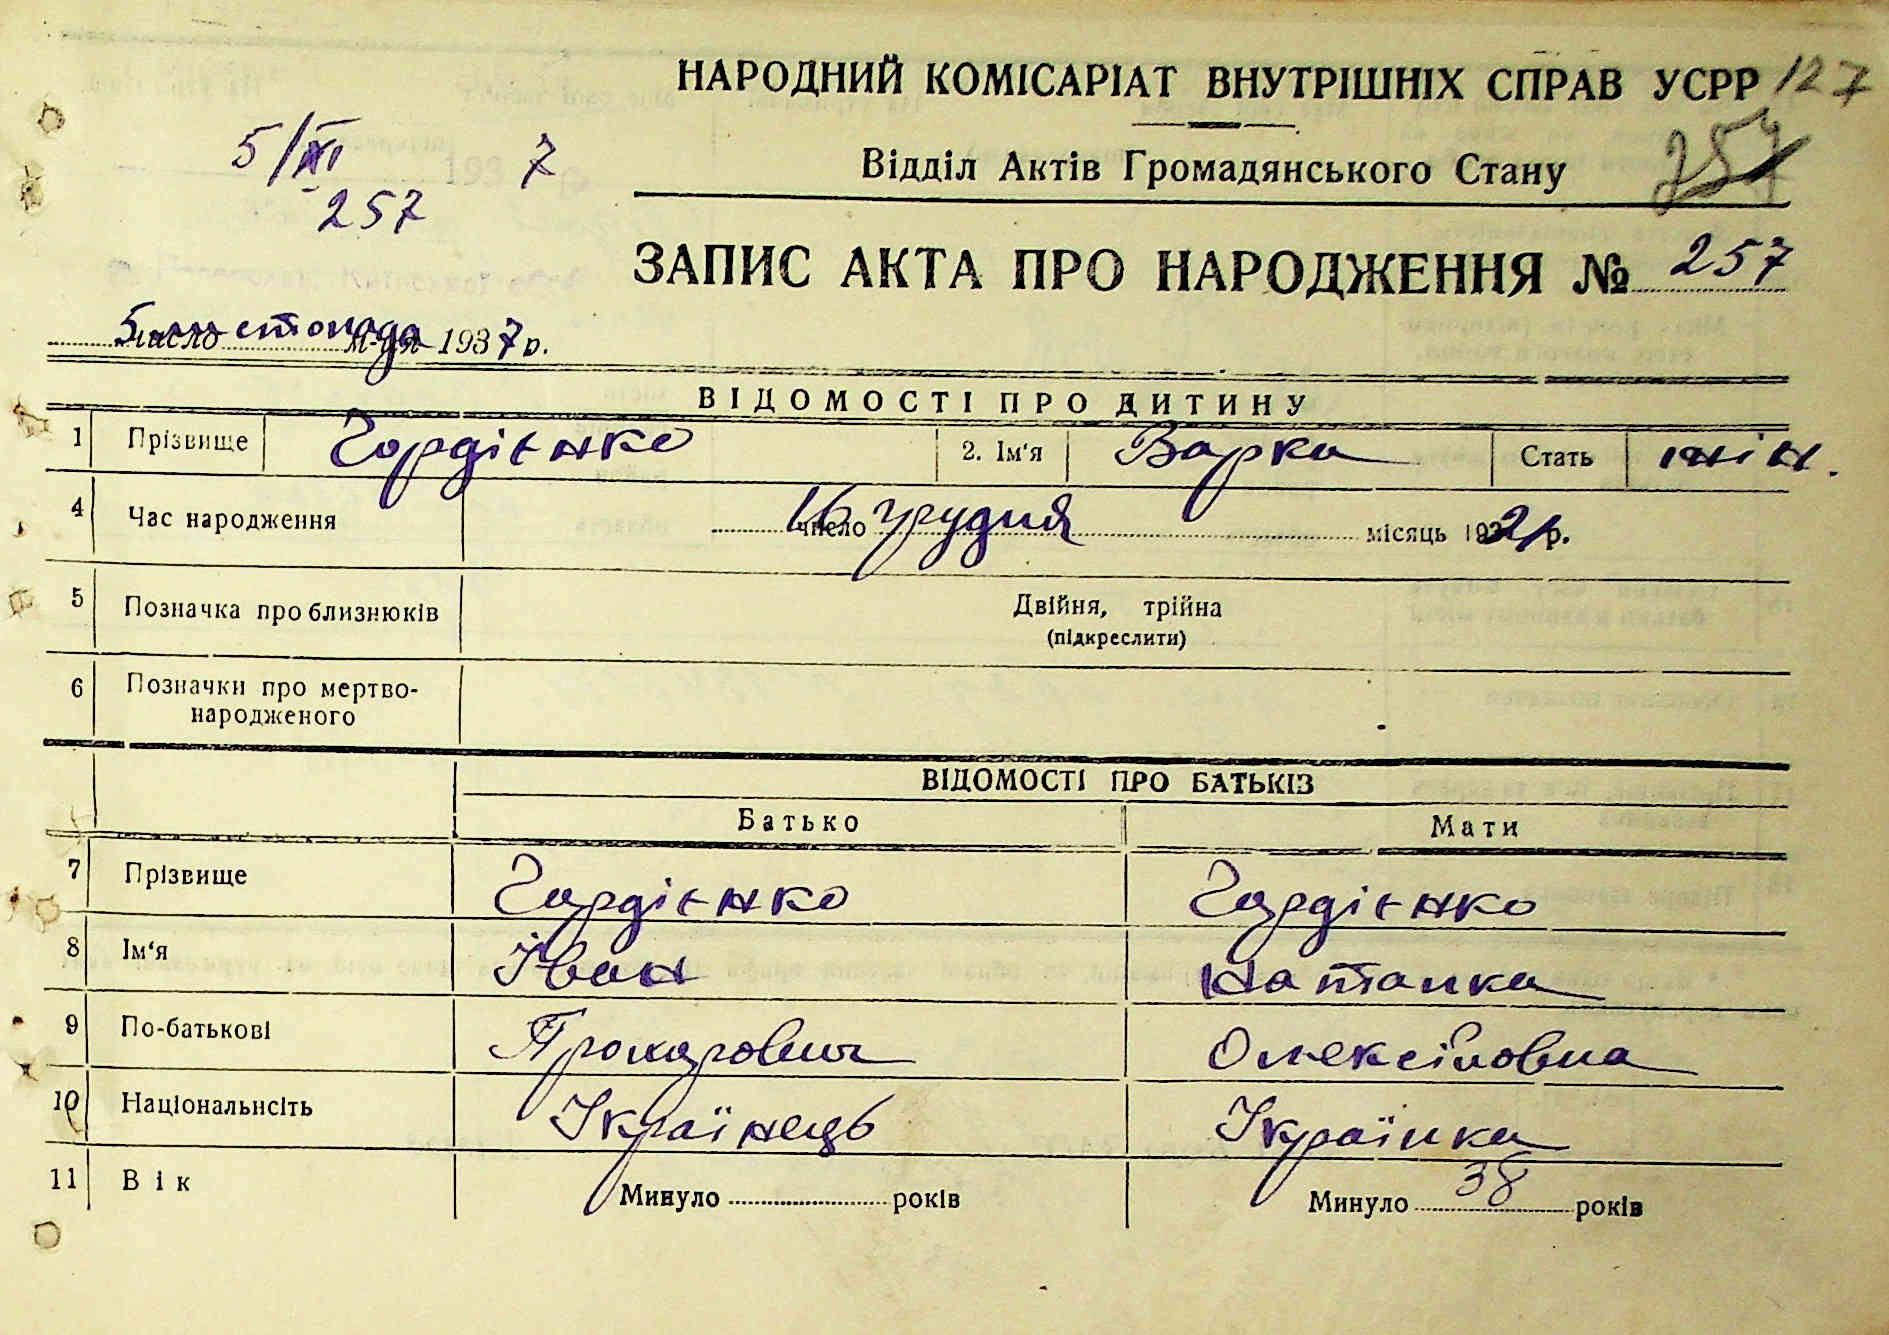 НАРОДНИЙ КОМІСАРІАТ ВНУТРІШНІХ СПРАВ УСРР 127
5/XI 1937
257
Відділ Актів Громадянського Стану 257
ЗАПИС АКТА ПРО НАРОДЖЕННЯ № 257
5 число листопада м-ця 1937 р.
ВІДОМОСТІ ПРО ДИТИНУ
1 Прізвище Гордієнко 2. Ім'я Варка Стать жін.
4 Час народження 16 число грудня місяць 1921 р.
5 Позначка про близнюків Двійня, трійна
(підкреслити)
6 Позначки про мертво-
народженого
ВІДОМОСТІ ПРО БАТЬКІЗ
Батько Мати
7 Прізвище Гордієнко Гордієнко
8 Ім'я Іван Наталка
9 По-батькові Олексіївна
10 Національнсіть Українець Українка
11 Вік Минуло років Минуло 38 років